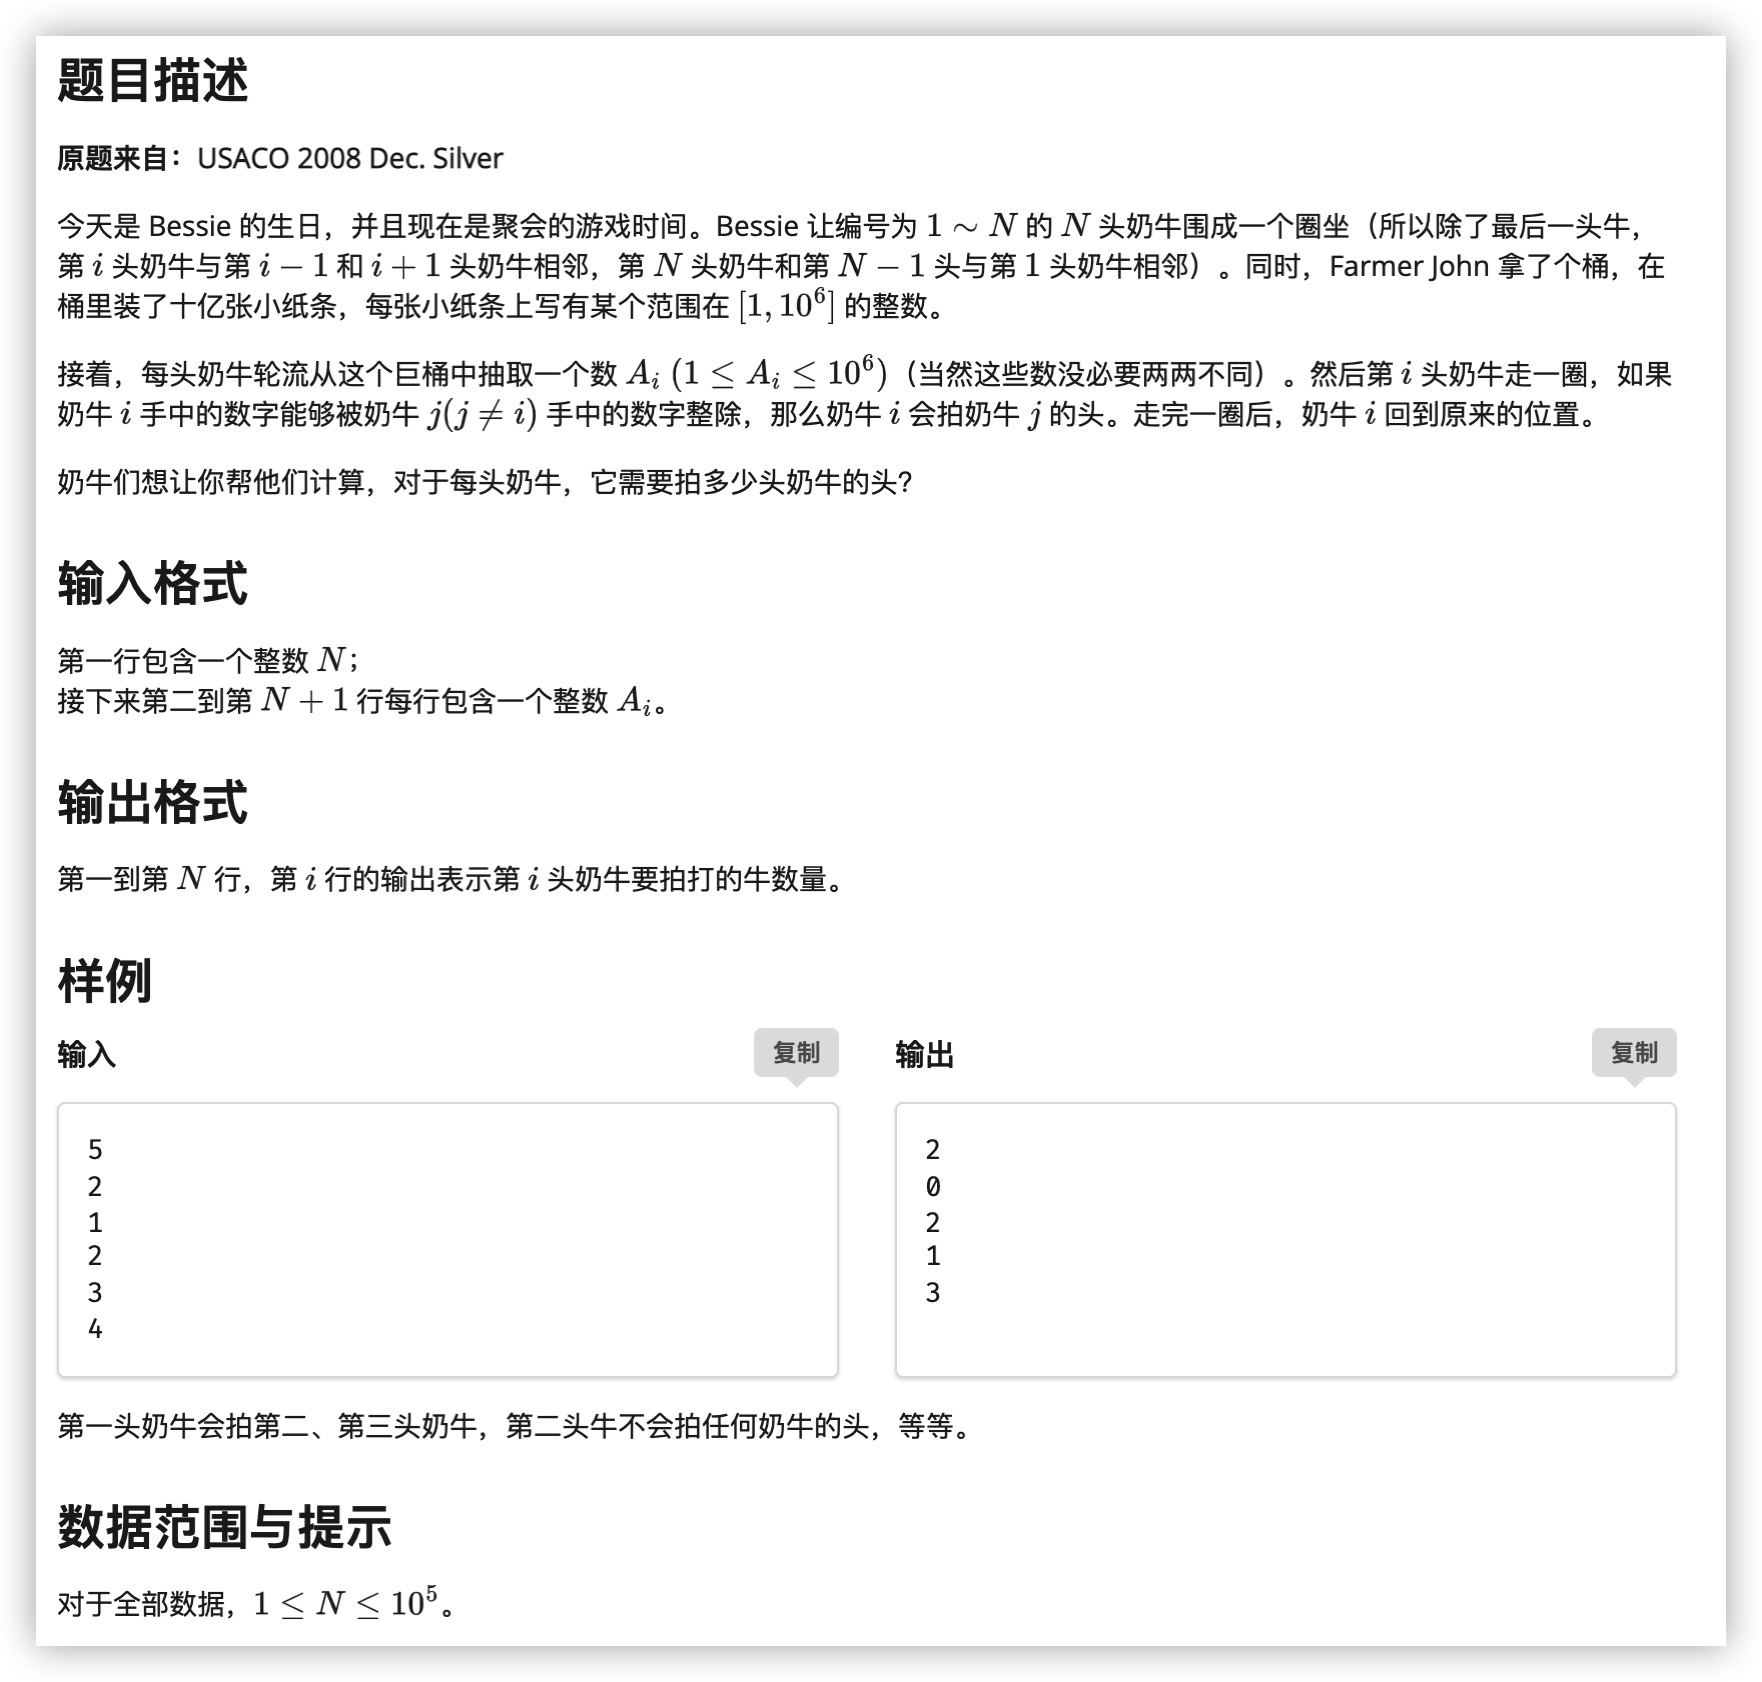 题目描述
原题来自：USACO 2008 Dec. Silver
今天是 Bessie 的生日，并且现在是聚会的游戏时间。Bessie 让编号为 1 ∼ N 的 N 头奶牛围成一个圈坐（所以除了最后一头牛，
第 i 头奶牛与第 i − 1 和 i + 1 头奶牛相邻，第 N 头奶牛和第 N − 1 头与第 1 头奶牛相邻）。同时，Farmer John 拿了个桶，在
桶里装了十亿张小纸条，每张小纸条上写有某个范围在 [1, 10^6] 的整数。
接着，每头奶牛轮流从这个巨桶中抽取一个数 A_i (1 ≤ A_i ≤ 10^6)（当然这些数没必要两两不同）。然后第 i 头奶牛走一圈，如果
奶牛 i 手中的数字能够被奶牛 j(j ≠ i) 手中的数字整除，那么奶牛 i 会拍奶牛 j 的头。走完一圈后，奶牛 i 回到原来的位置。
奶牛们想让你帮他们计算，对于每头奶牛，它需要拍多少头奶牛的头？
输入格式
第一行包含一个整数 N；
接下来第二到第 N + 1 行每行包含一个整数 A_i。
输出格式
第一到第 N 行，第 i 行的输出表示第 i 头奶牛要拍打的牛数量。
样例
输入
复制
5
2
1
2
3
4
输出
复制
2
0
2
1
3
第一头奶牛会拍第二、第三头奶牛，第二头牛不会拍任何奶牛的头，等等。
数据范围与提示
对于全部数据，1 ≤ N ≤ 10^5。